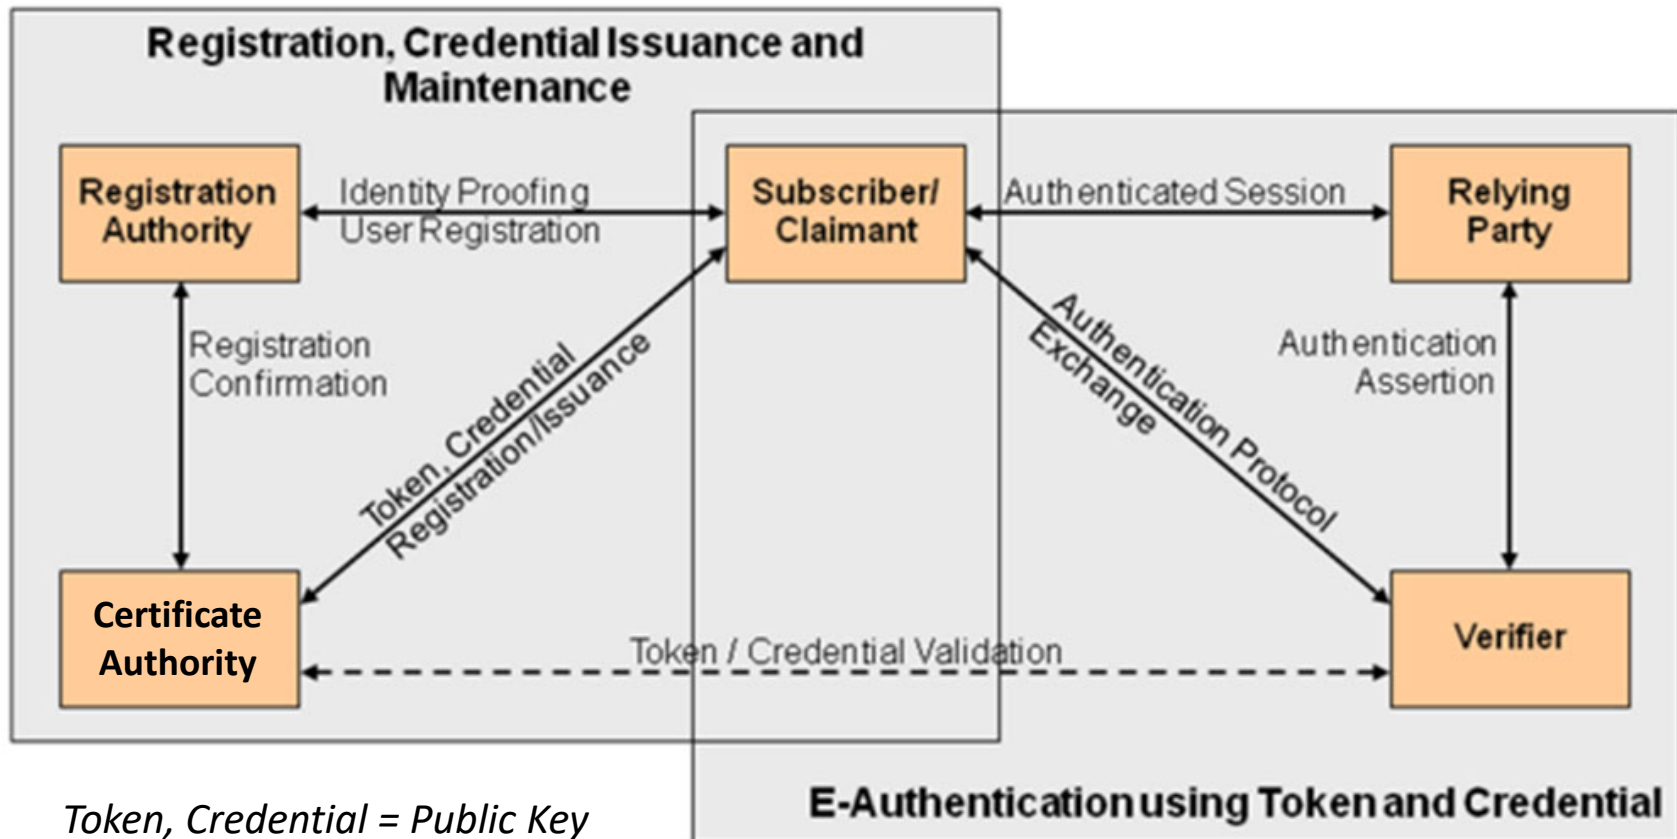 Registration, Credential Issuance and
Maintenance
Registration
Authority
Identity Proofing
User Registration
Subscriber/
Claimant
Authenticated Session
Relying
Party
Registration
Confirmation
Token, Credential
Registration/Issuance
Authentication Protocol
Exchange
Authentication
Assertion
Certificate
Authority
Token / Credential Validation
Verifier
E-Authentication using Token and Credential
Token, Credential = Public Key